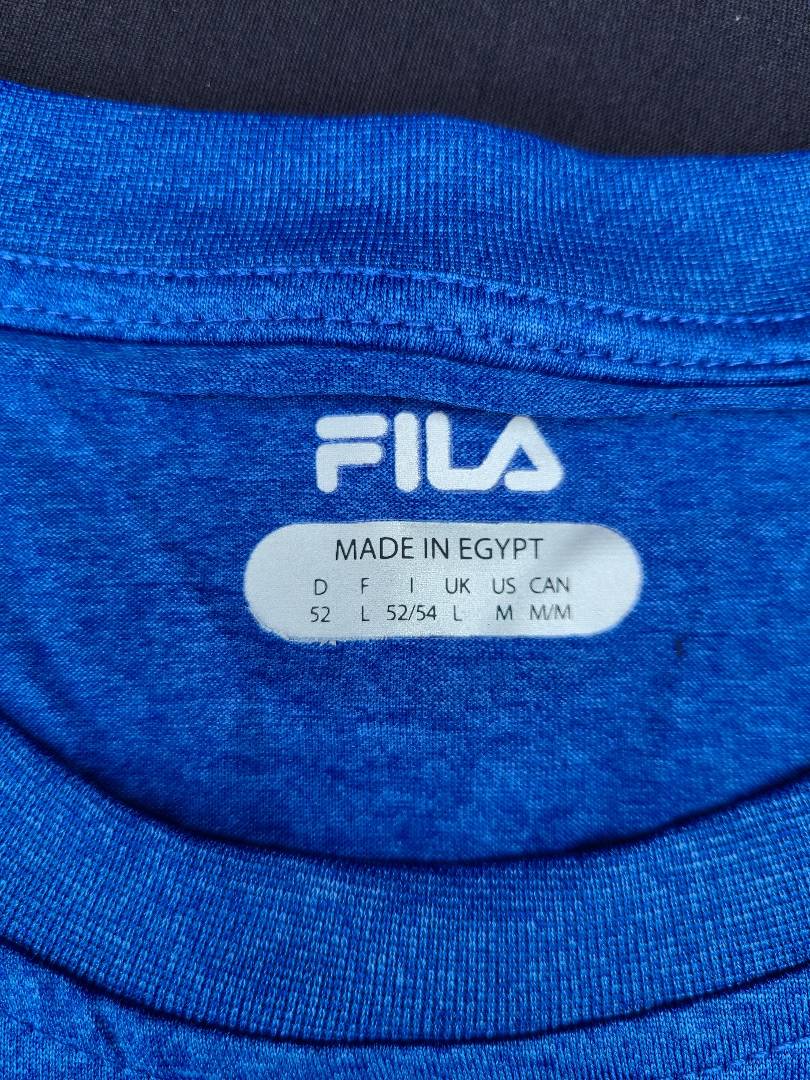 FILA
MADE IN EGYPT
D F I UK US CAN
52 L 52/54 L M M/M